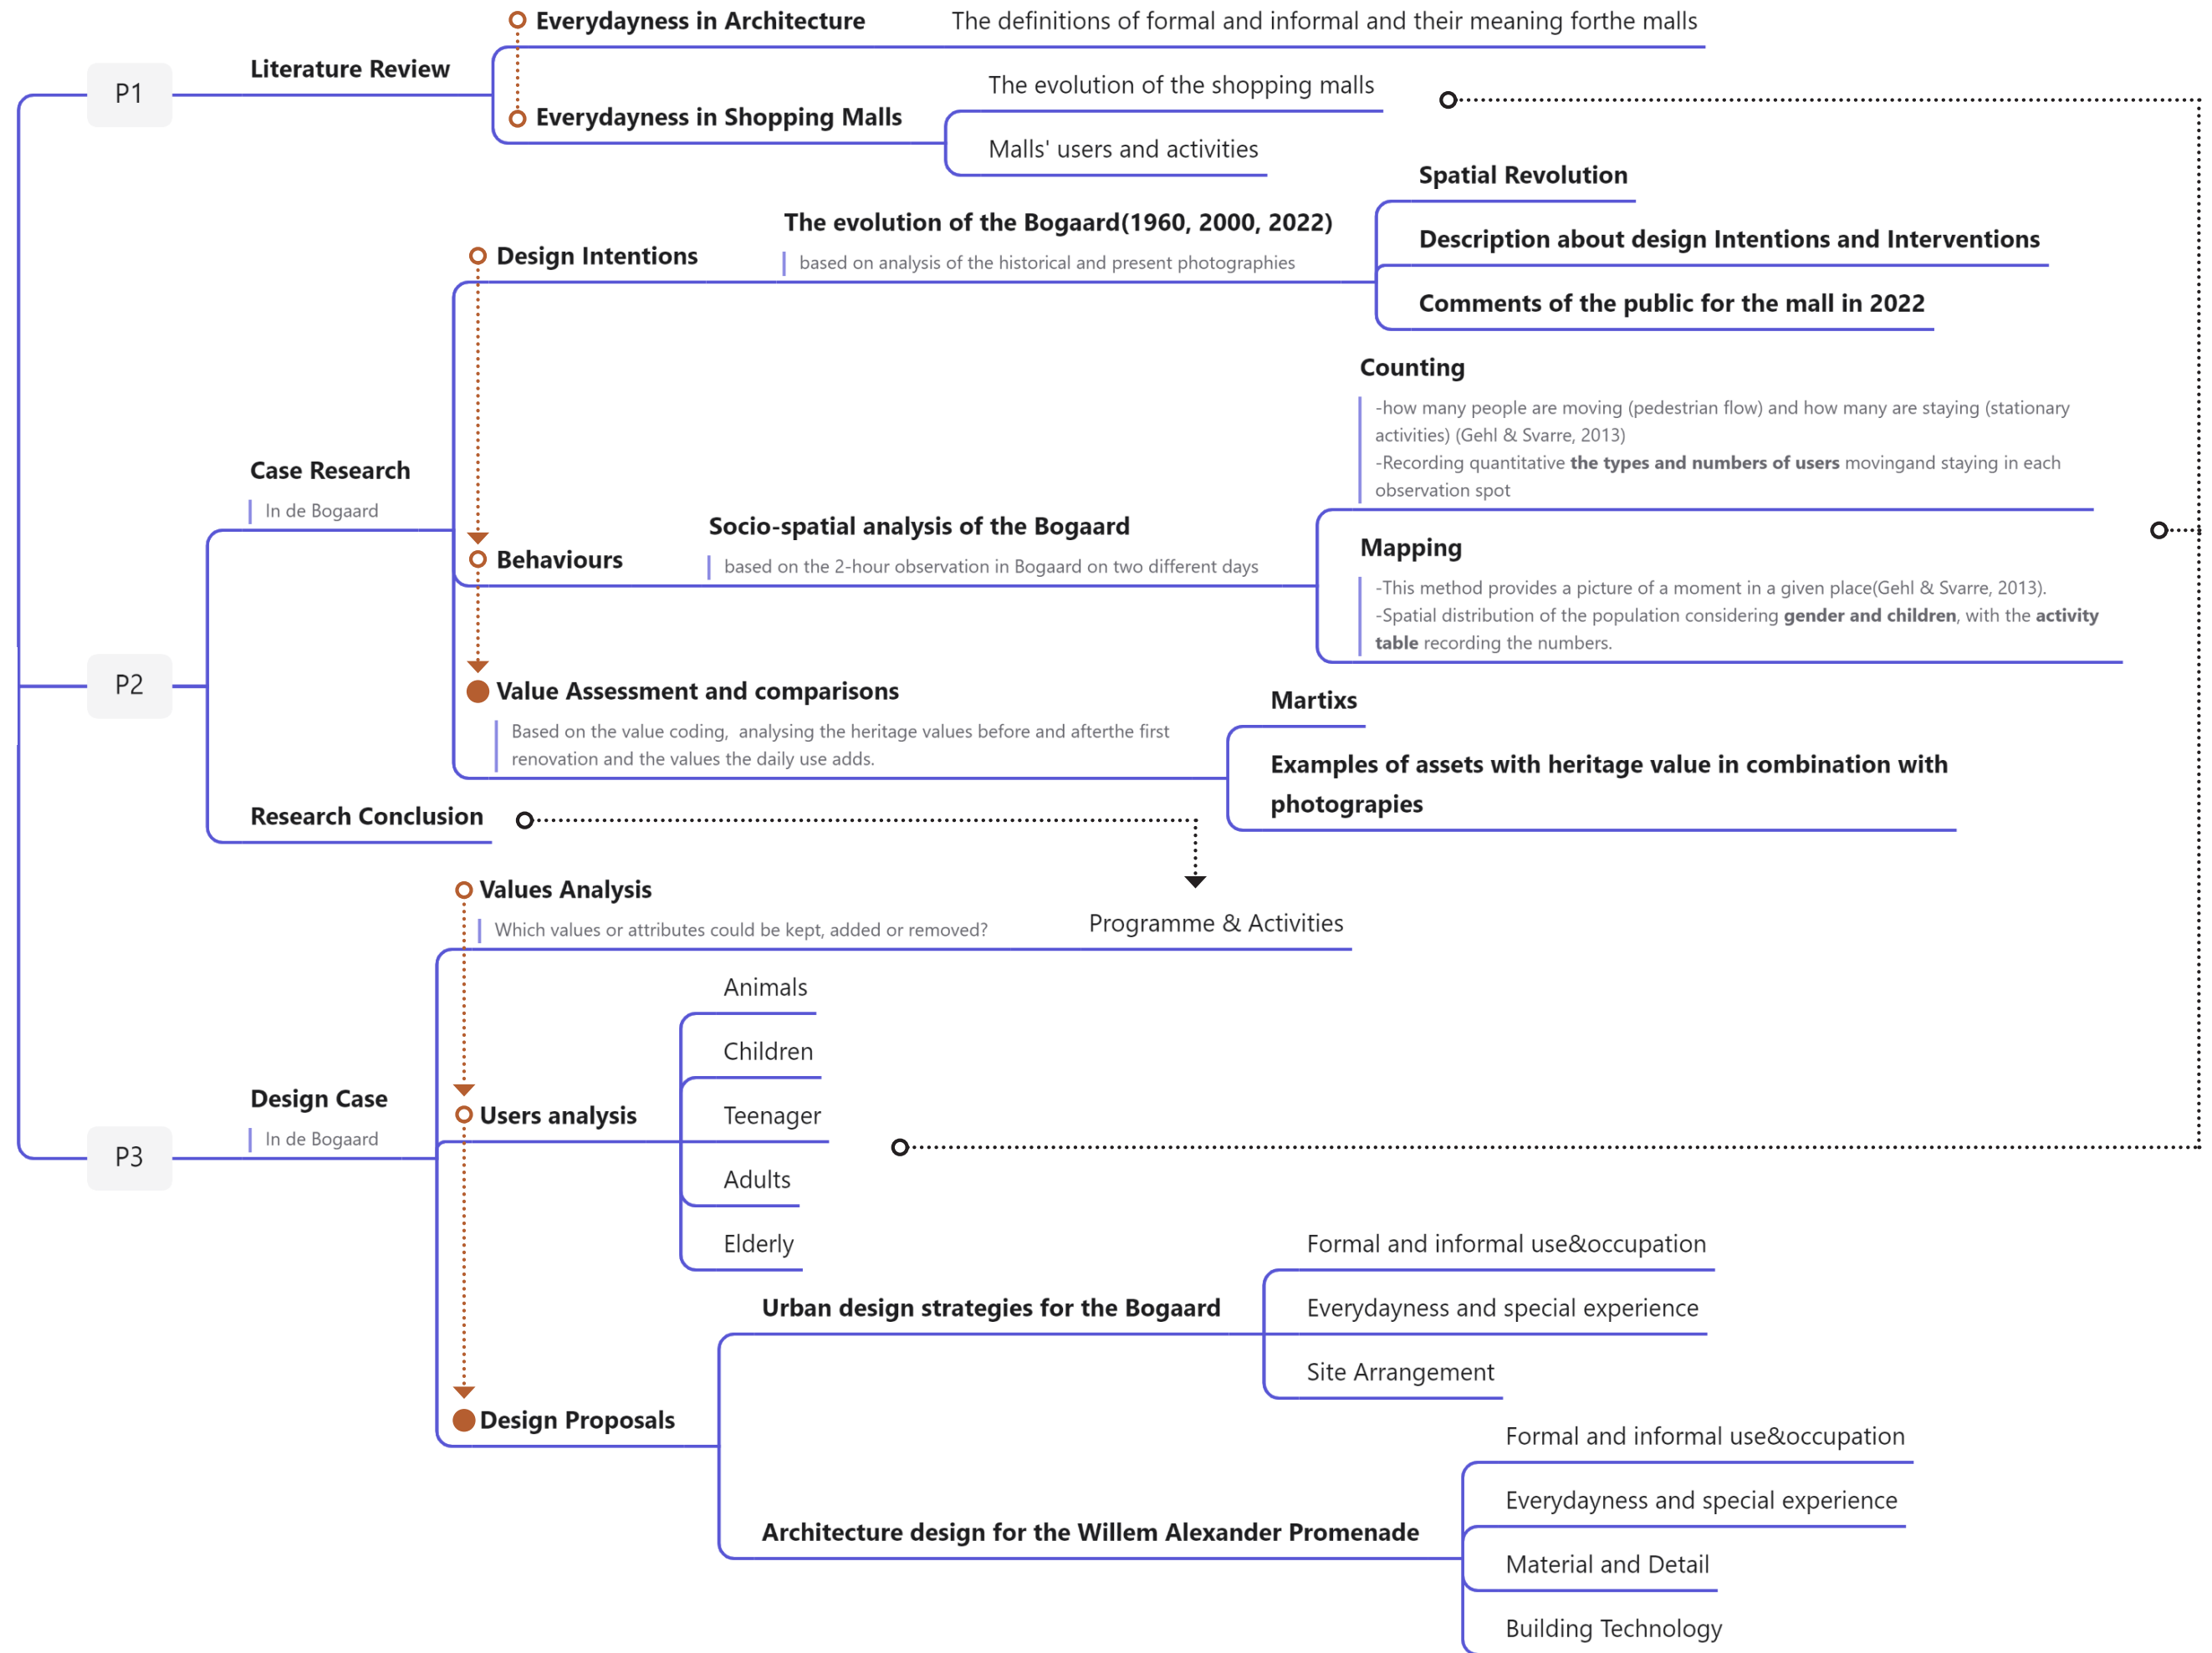 P1
Literature Review
Everydayness in Architecture
The definitions of formal and informal and their meaning forthe malls
Everydayness in Shopping Malls
The evolution of the shopping malls
Malls' users and activities
P2
Case Research
In de Bogaard
Design Intentions
The evolution of the Bogaard(1960, 2000, 2022)
based on analysis of the historical and present photographies
Spatial Revolution
Description about design Intentions and Interventions
Comments of the public for the mall in 2022
Behaviours
Socio-spatial analysis of the Bogaard
based on the 2-hour observation in Bogaard on two different days
Counting
-how many people are moving (pedestrian flow) and how many are staying (stationary
activities) (Gehl & Svarre, 2013)
-Recording quantitative the types and numbers of users movingand staying in each
observation spot
Mapping
-This method provides a picture of a moment in a given place(Gehl & Svarre, 2013).
-Spatial distribution of the population considering gender and children, with the activity
table recording the numbers.
Value Assessment and comparisons
Based on the value coding,  analysing the heritage values before and afterthe first
renovation and the values the daily use adds.
Martixs
Examples of assets with heritage value in combination with
photograpies
Research Conclusion
P3
Design Case
In de Bogaard
Values Analysis
Which values or attributes could be kept, added or removed?
Programme & Activities
Users analysis
Animals
Children
Teenager
Adults
Elderly
Design Proposals
Urban design strategies for the Bogaard
Formal and informal use&occupation
Everydayness and special experience
Site Arrangement
Architecture design for the Willem Alexander Promenade
Formal and informal use&occupation
Everydayness and special experience
Material and Detail
Building Technology